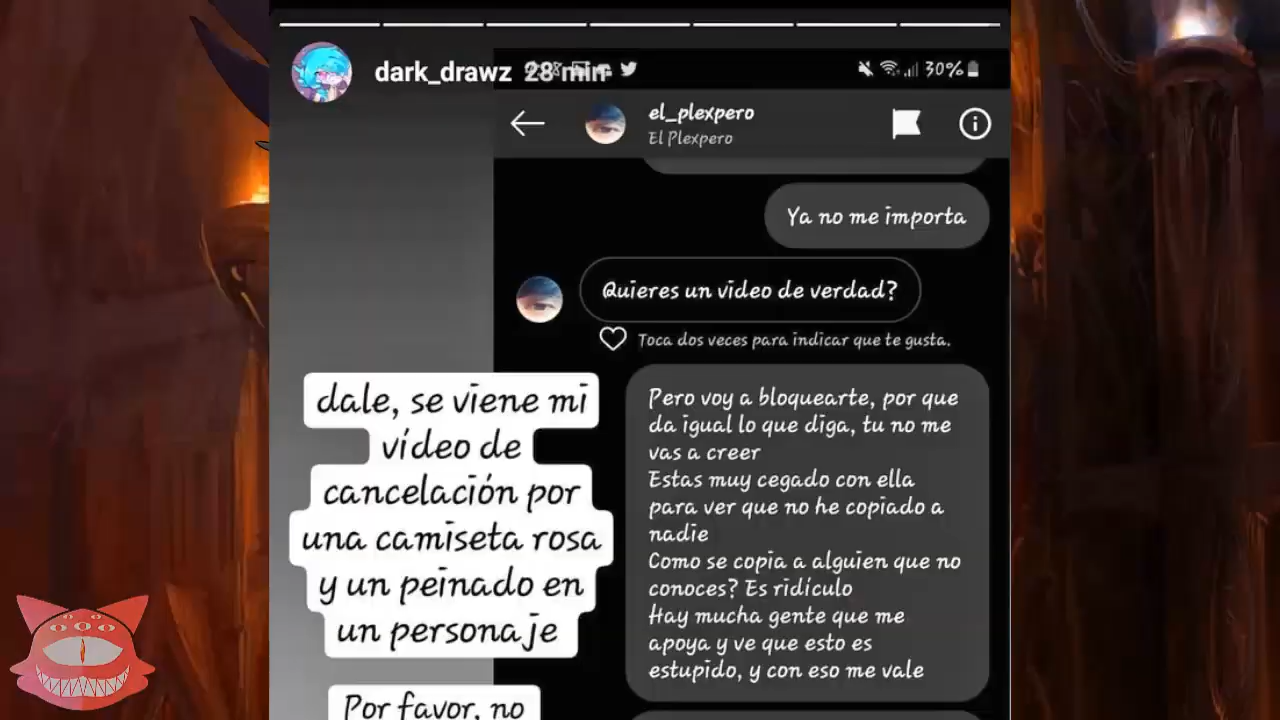 dark_drawz 28 min
30%
el_plexpero
El Plexpero
Ya no me importa
Quieres un video de verdad?
Toca dos veces para indicar que te gusta.
Pero voy a bloquearte, por que
da igual lo que diga, tu no me
vas a creer
Estas muy cegado con ella
para ver que no he copiado a
nadie
Como se copia a alguien que no
conoces? Es ridículo
Hay mucha gente que me
apoya y ve que esto es
estupido, y con eso me vale
dale, se viene mi
vídeo de
cancelación por
una camiseta rosa
y un peinado en
un personaje
Por favor, no